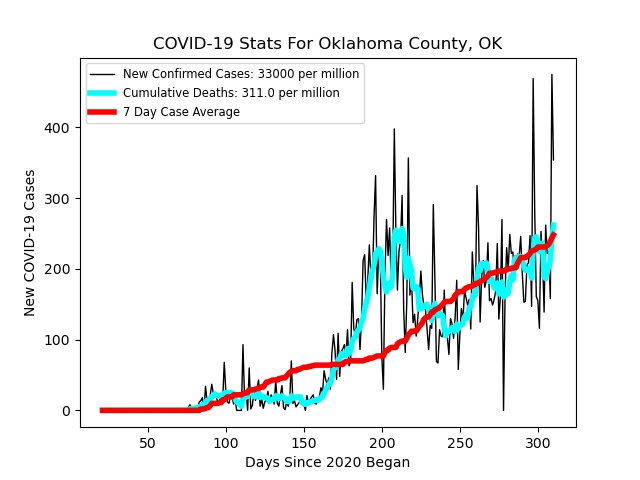 COVID-19 Stats For Oklahoma County, OK
New Confirmed Cases: 33000 per million
Cumulative Deaths: 311.0 per million
7 Day Case Average
400
300
200
100
0
New COVID-19 Cases
50 100 150 200 250 300
Days Since 2020 Began